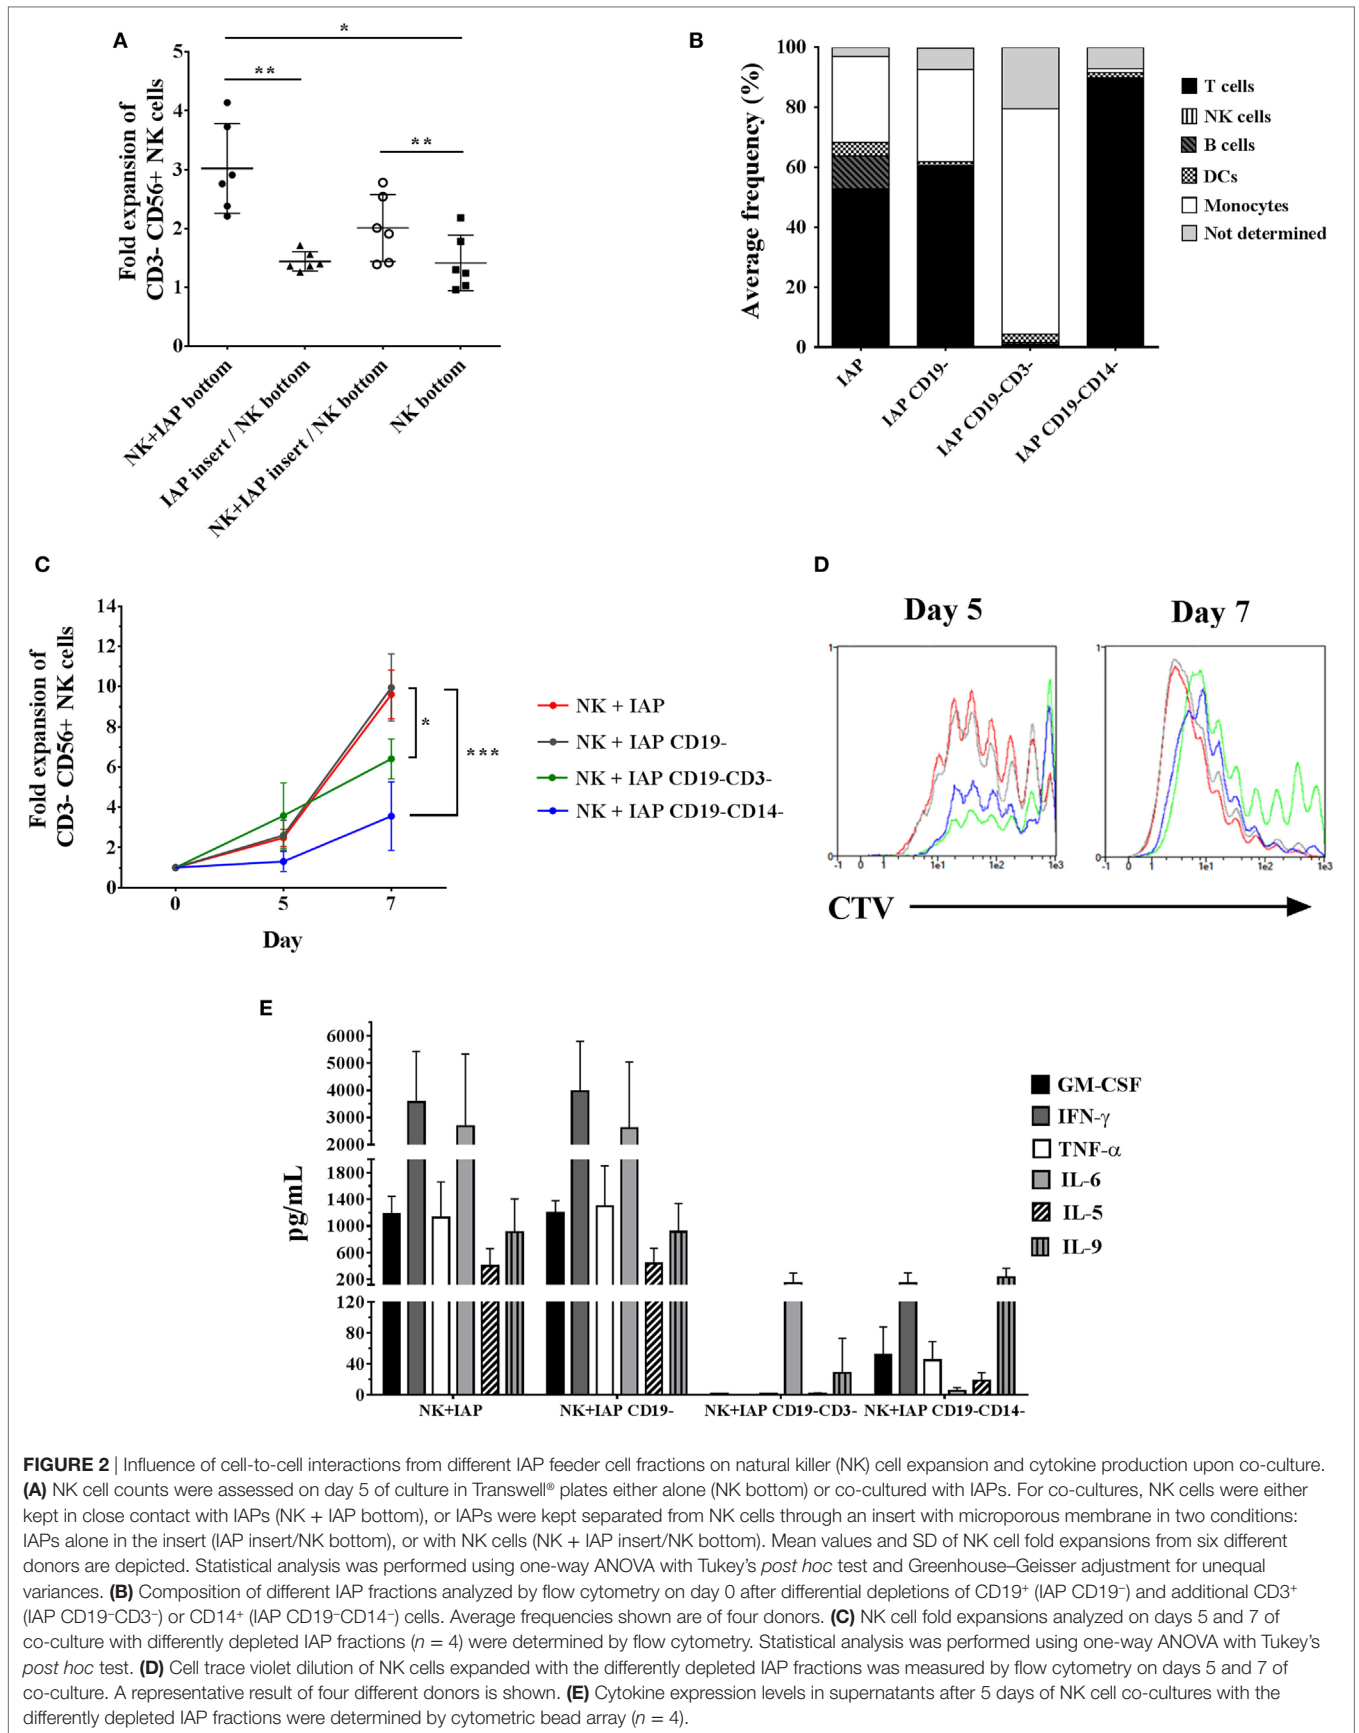 A
B
Fold expansion of
CD3- CD56+ NK cells
5
4
3
2
1
0
*
**
**
NK+IAP bottom
IAP insert / NK bottom
NK+IAP insert / NK bottom
NK bottom
Average frequency (%)
100
80
60
40
20
0
IAP
IAP CD19-
IAP CD19-CD3-
IAP CD19-CD14-
T cells
NK cells
B cells
DCs
Monocytes
Not determined
C
D
Fold expansion of
CD3- CD56+ NK cells
14
12
10
8
6
4
2
0
0 5 7
Day
*
***
NK + IAP
NK + IAP CD19-
NK + IAP CD19-CD3-
NK + IAP CD19-CD14-
Day 5 Day 7
1
0
-1 0 1 1e1 1e2 1e3
1
0
-1 0 1 1e1 1e2 1e3
CTV
E
pg/mL
6000
5000
4000
3000
2000
1800
1400
1000
600
200
120
80
40
0
NK+IAP NK+IAP CD19- NK+IAP CD19-CD3- NK+IAP CD19-CD14-
GM-CSF
IFN-γ
TNF-α
IL-6
IL-5
IL-9
FIGURE 2 | Influence of cell-to-cell interactions from different IAP feeder cell fractions on natural killer (NK) cell expansion and cytokine production upon co-culture.
(A) NK cell counts were assessed on day 5 of culture in Transwell® plates either alone (NK bottom) or co-cultured with IAPs. For co-cultures, NK cells were either
kept in close contact with IAPs (NK + IAP bottom), or IAPs were kept separated from NK cells through an insert with microporous membrane in two conditions:
IAPs alone in the insert (IAP insert/NK bottom), or with NK cells (NK + IAP insert/NK bottom). Mean values and SD of NK cell fold expansions from six different
donors are depicted. Statistical analysis was performed using one-way ANOVA with Tukey's post hoc test and Greenhouse–Geisser adjustment for unequal
variances. (B) Composition of different IAP fractions analyzed by flow cytometry on day 0 after differential depletions of CD19⁺ (IAP CD19⁻) and additional CD3⁺
(IAP CD19⁻CD3⁻) or CD14⁺ (IAP CD19⁻CD14⁻) cells. Average frequencies shown are of four donors. (C) NK cell fold expansions analyzed on days 5 and 7 of
co-culture with differently depleted IAP fractions (n = 4) were determined by flow cytometry. Statistical analysis was performed using one-way ANOVA with Tukey's
post hoc test. (D) Cell trace violet dilution of NK cells expanded with the differently depleted IAP fractions was measured by flow cytometry on days 5 and 7 of
co-culture. A representative result of four different donors is shown. (E) Cytokine expression levels in supernatants after 5 days of NK cell co-cultures with the
differently depleted IAP fractions were determined by cytometric bead array (n = 4).